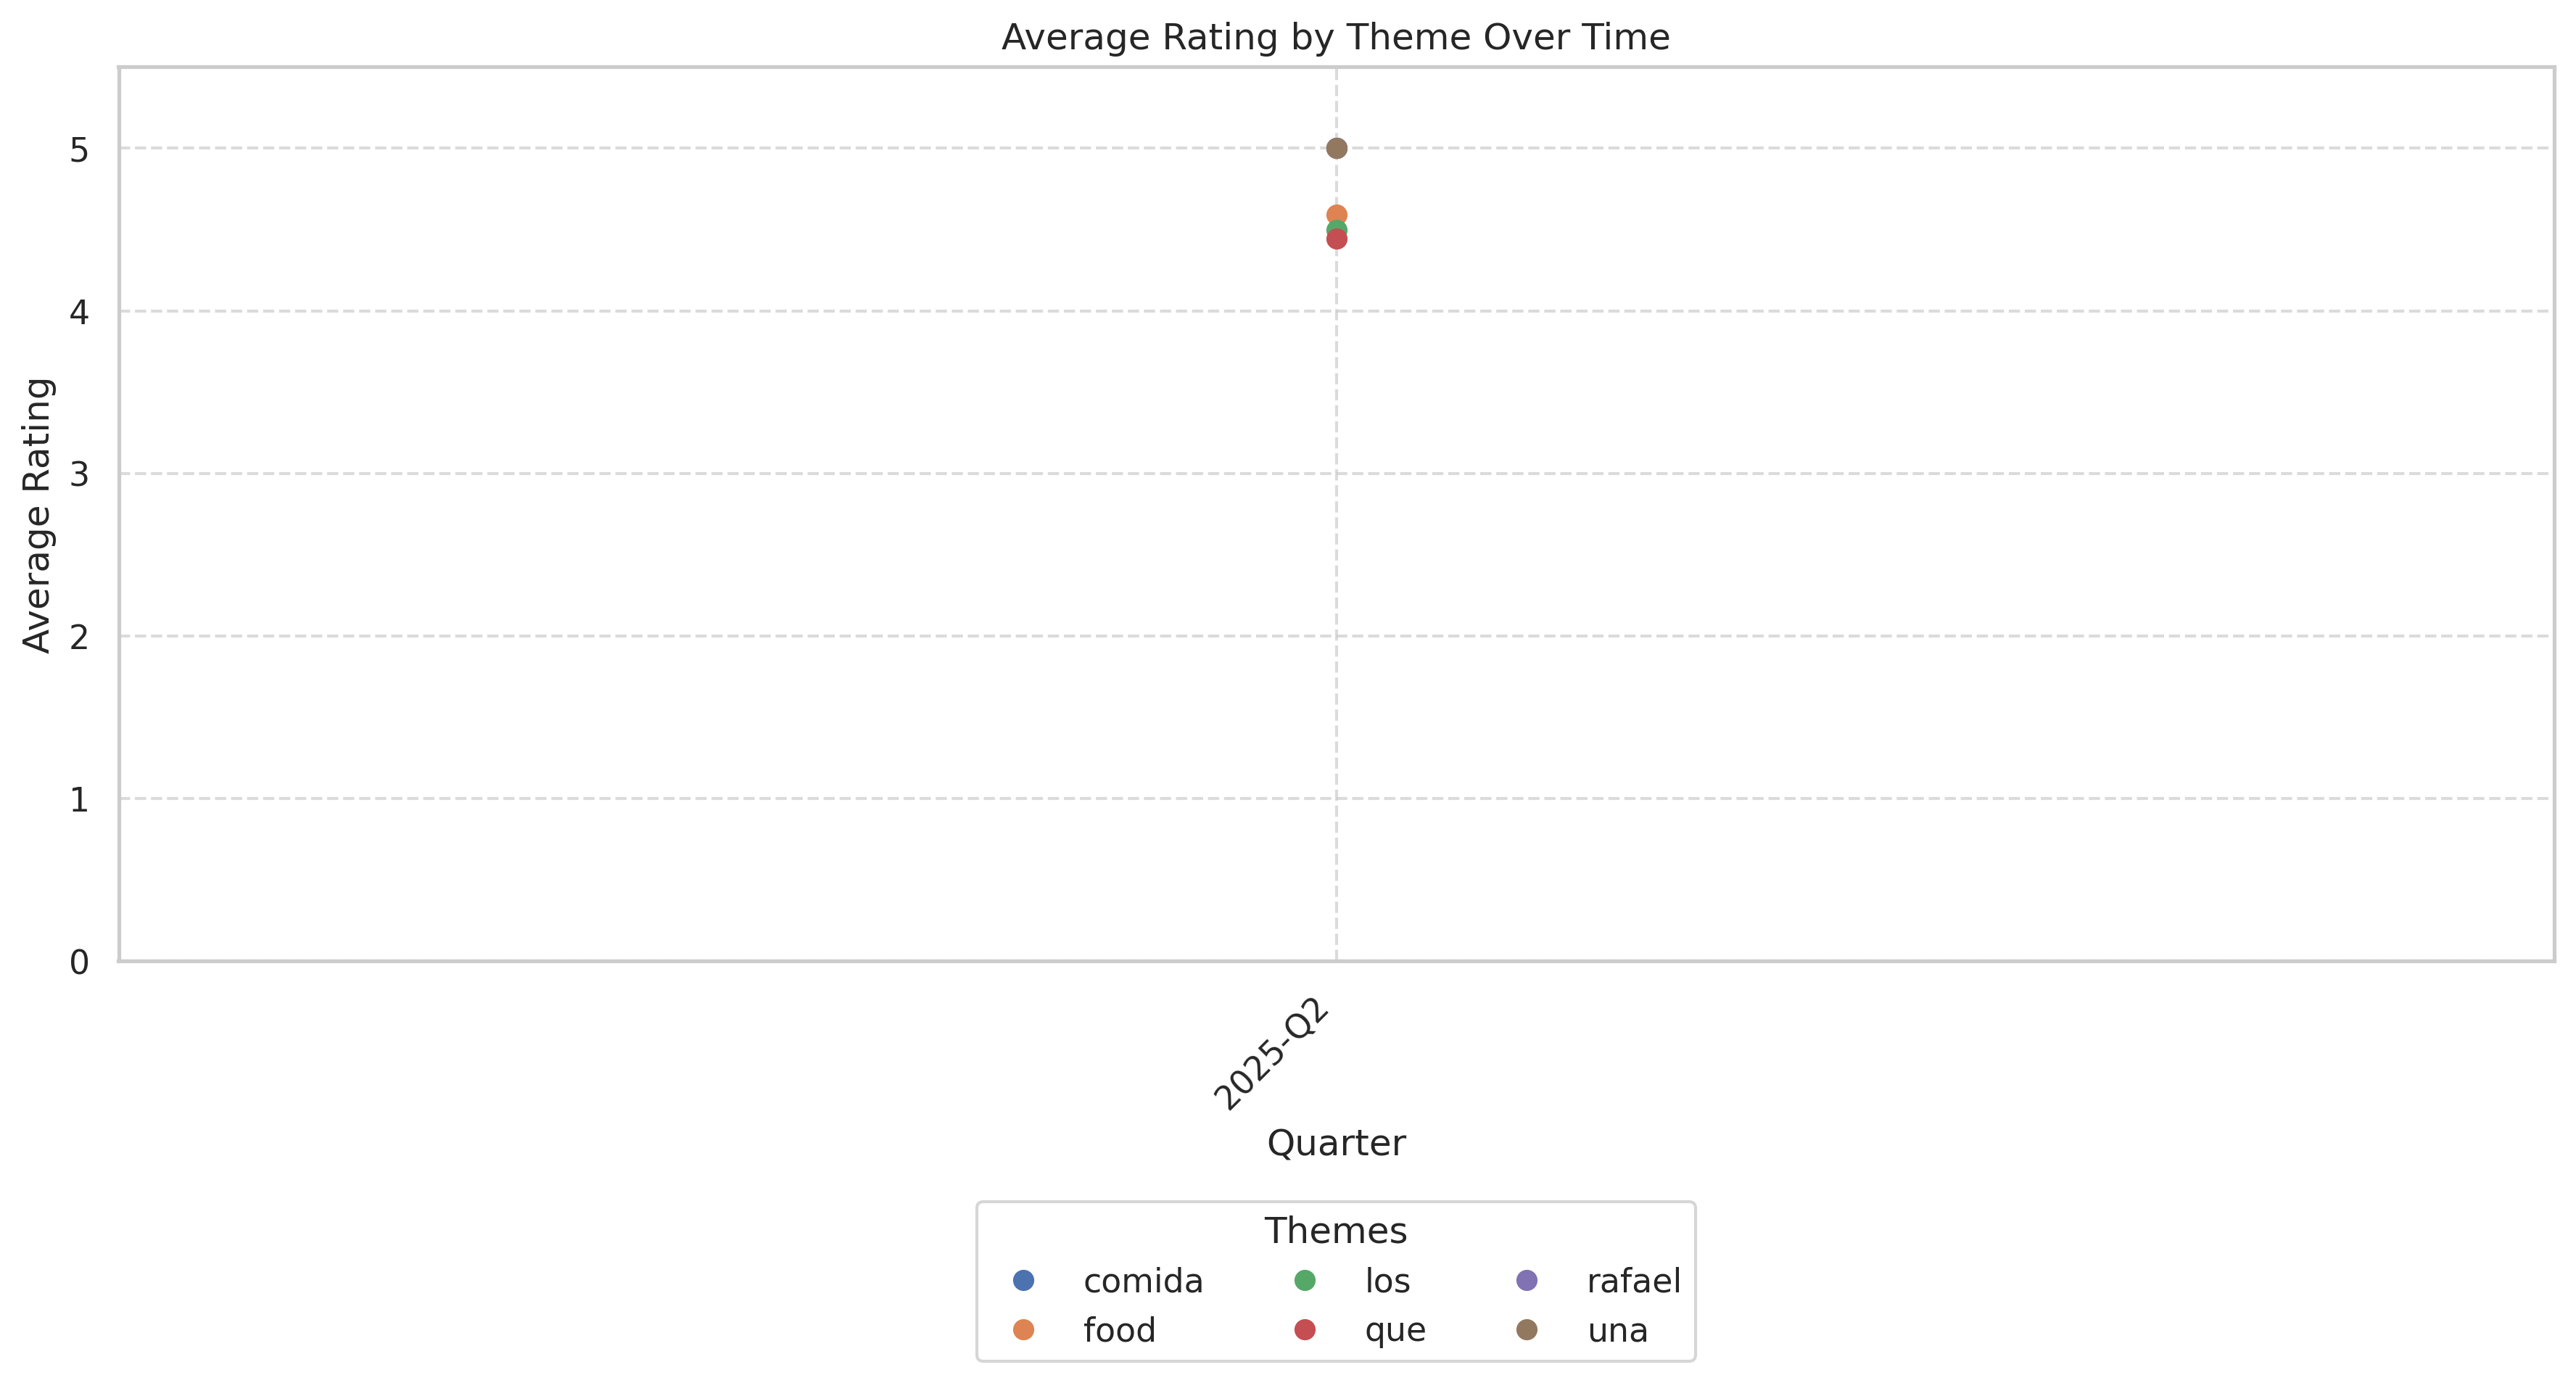 Average Rating by Theme Over Time
Average Rating
5
4
3
2
1
0
2025-Q2
Quarter
Themes
comida los rafael
food que una